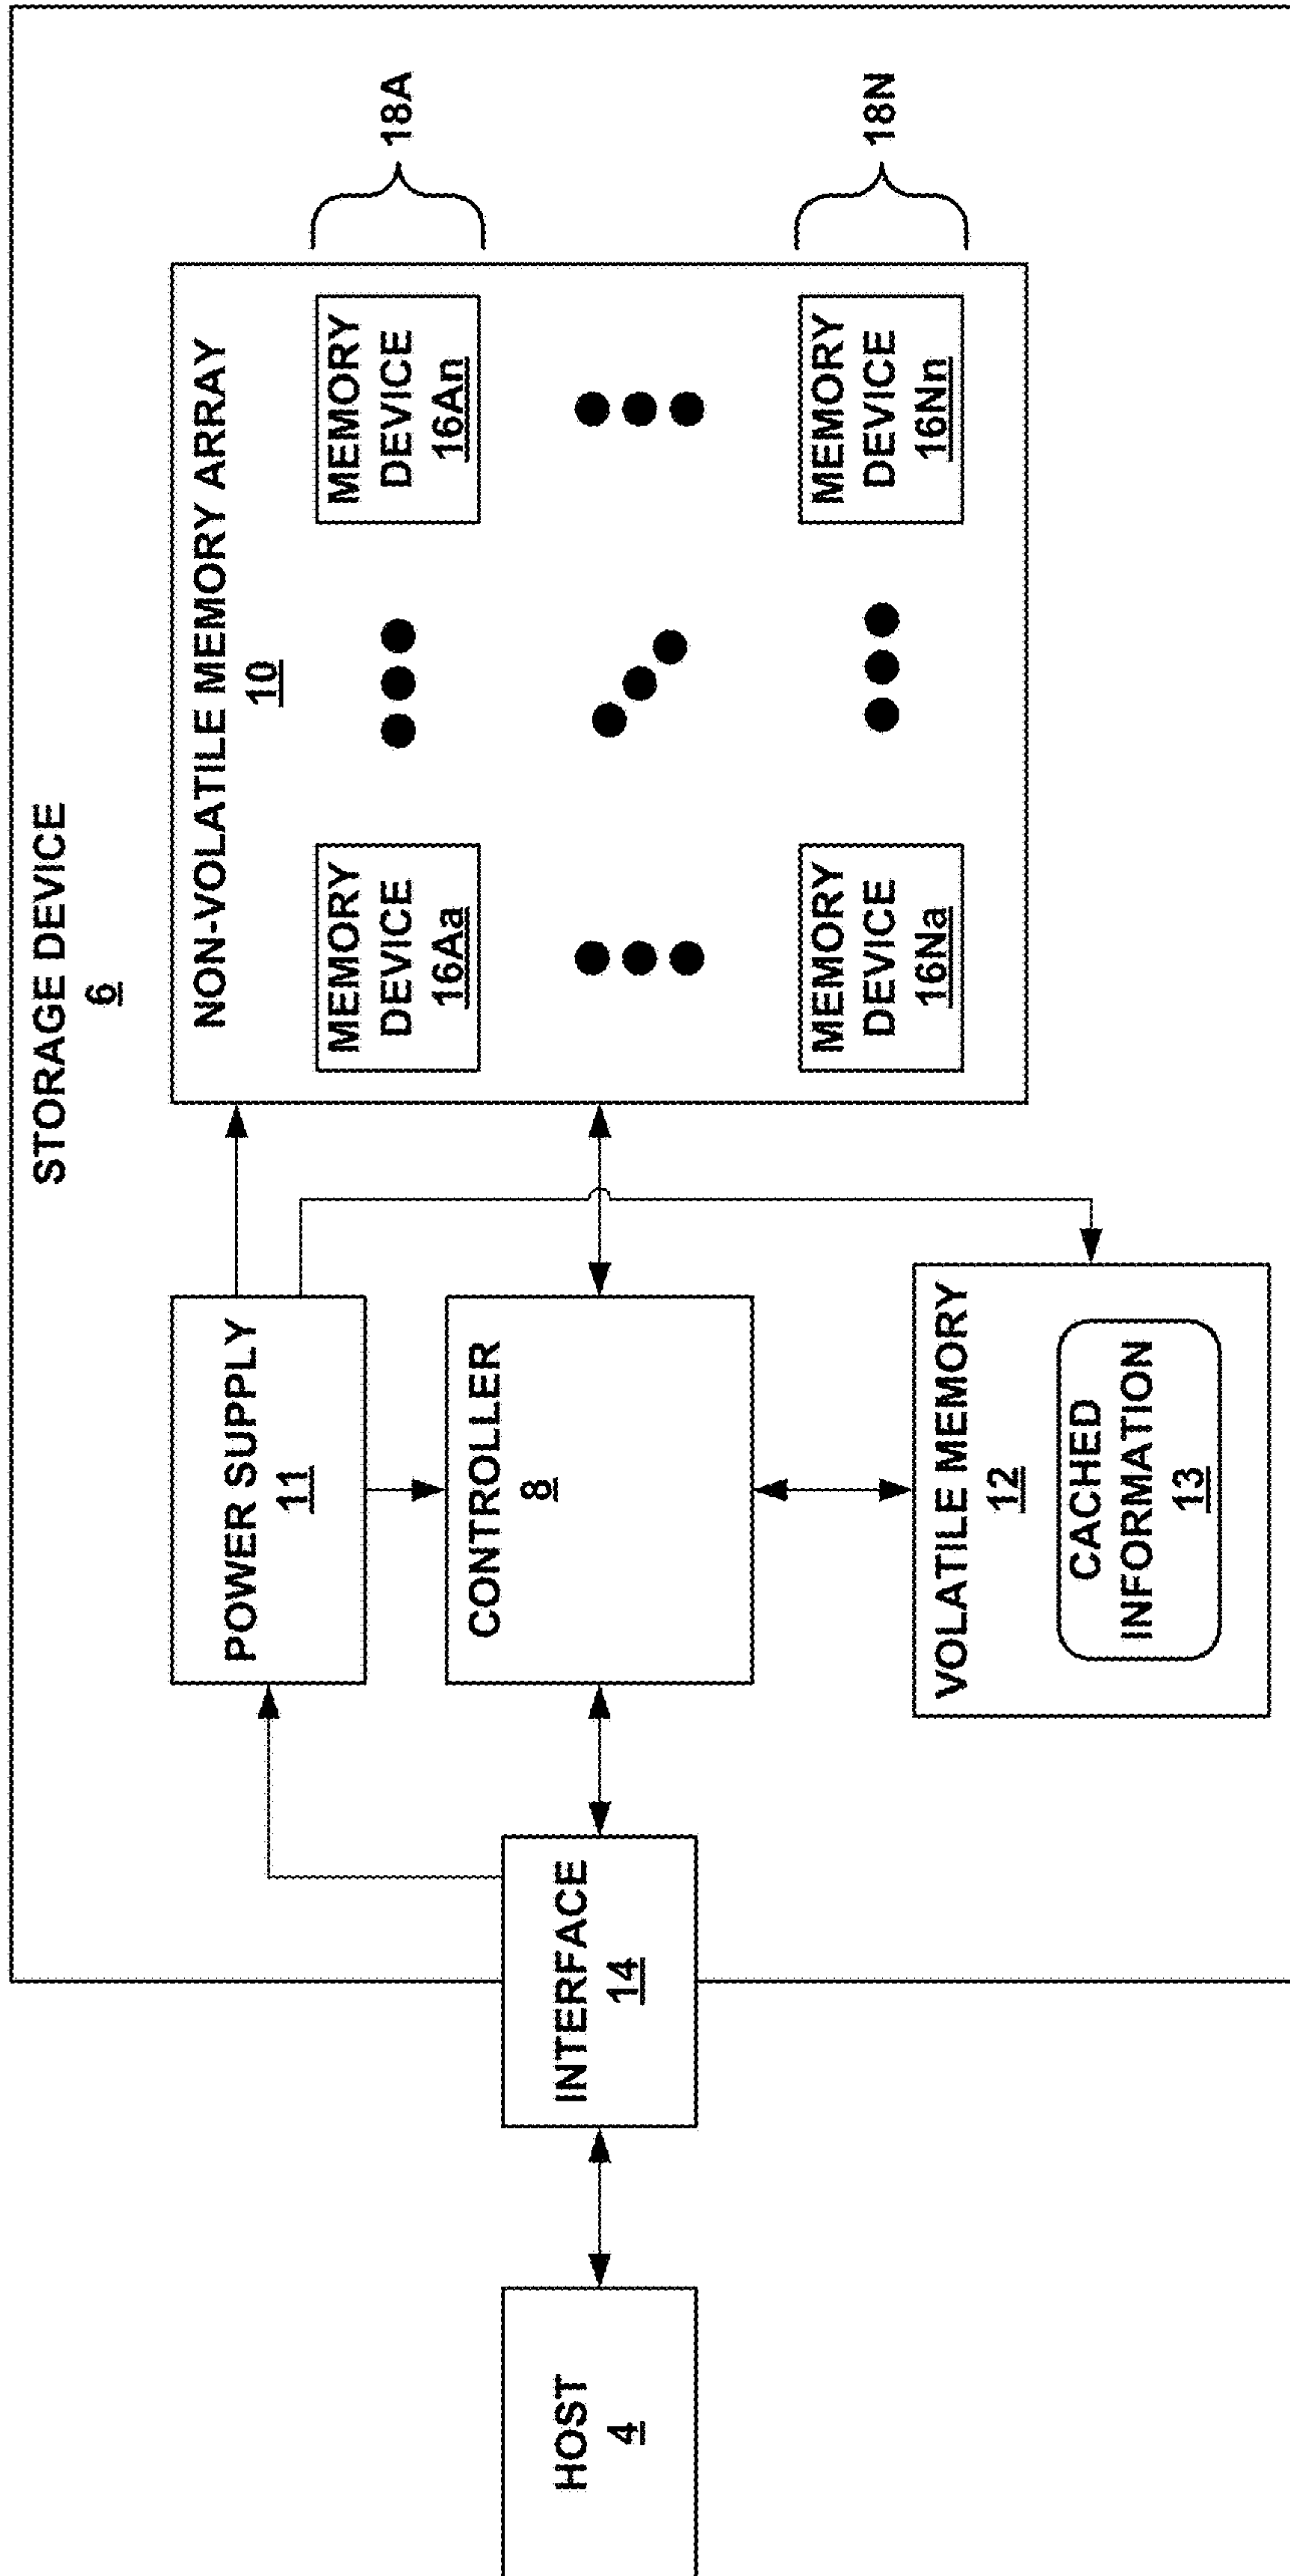 STORAGE DEVICE
6
NON-VOLATILE MEMORY ARRAY
10
MEMORY
DEVICE
16Aa
MEMORY
DEVICE
16An
18A
MEMORY
DEVICE
16Na
MEMORY
DEVICE
16Nn
18N
POWER SUPPLY
11
CONTROLLER
8
VOLATILE MEMORY
12
CACHED
INFORMATION
13
INTERFACE
14
HOST
4